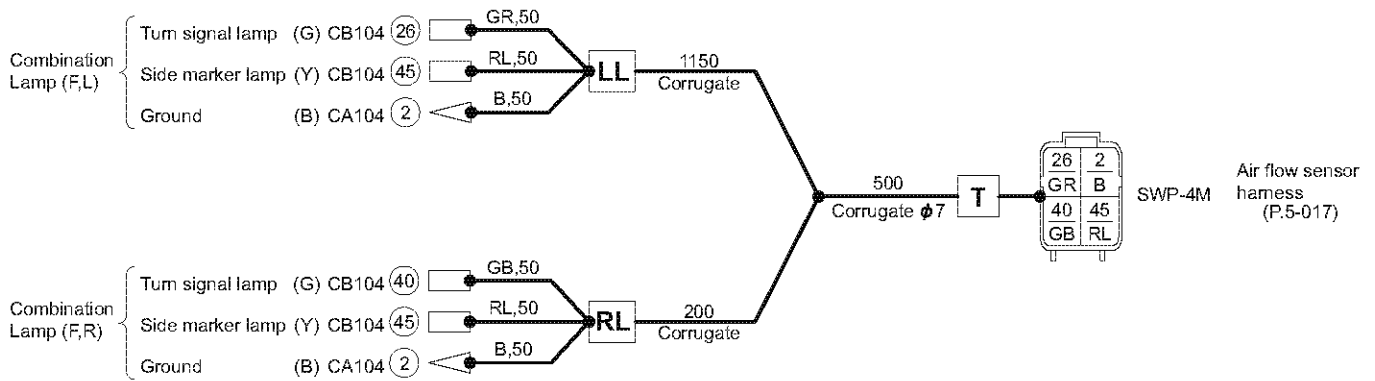 Combination
Lamp (F,L)
Turn signal lamp (G) CB104 26 GR,50
Side marker lamp (Y) CB104 45 RL,50
Ground (B) CA104 2 B,50
LL
1150
Corrugate
500
Corrugate ϕ7
T
26 2
GR B
40 45
GB RL
SWP-4M
Air flow sensor
harness
(P.5-017)
Combination
Lamp (F,R)
Turn signal lamp (G) CB104 40 GB,50
Side marker lamp (Y) CB104 45 RL,50
Ground (B) CA104 2 B,50
RL
200
Corrugate